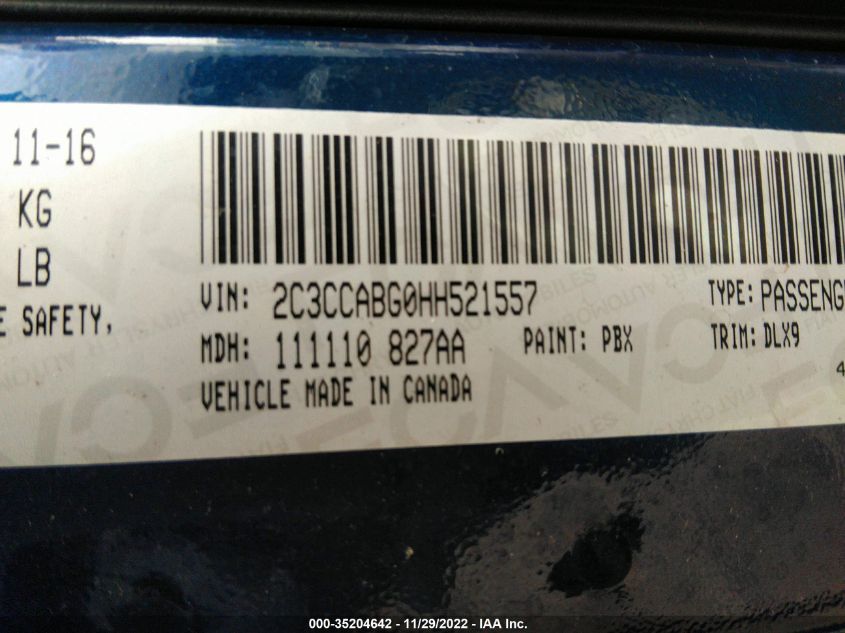 11-16
KG
LB
E SAFETY,
VIN: 2C3CCABG0HH521557
TYPE: PASSENG
MDH: 111110 827AA
PAINT: PBX
TRIM: DLX9
VEHICLE MADE IN CANADA
4
000-35204642 - 11/29/2022 - IAA Inc.